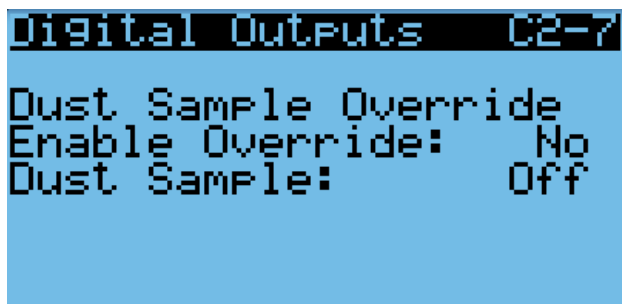 Digital Outputs C2-7
Dust Sample Override
Enable Override: No
Dust Sample: Off